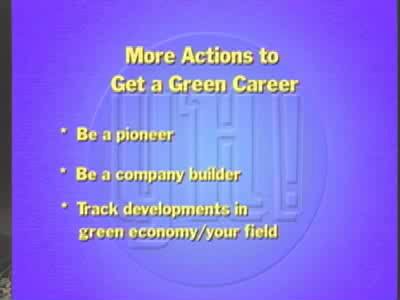 More Actions to
Get a Green Career
* Be a pioneer
* Be a company builder
* Track developments in
green economy/your field